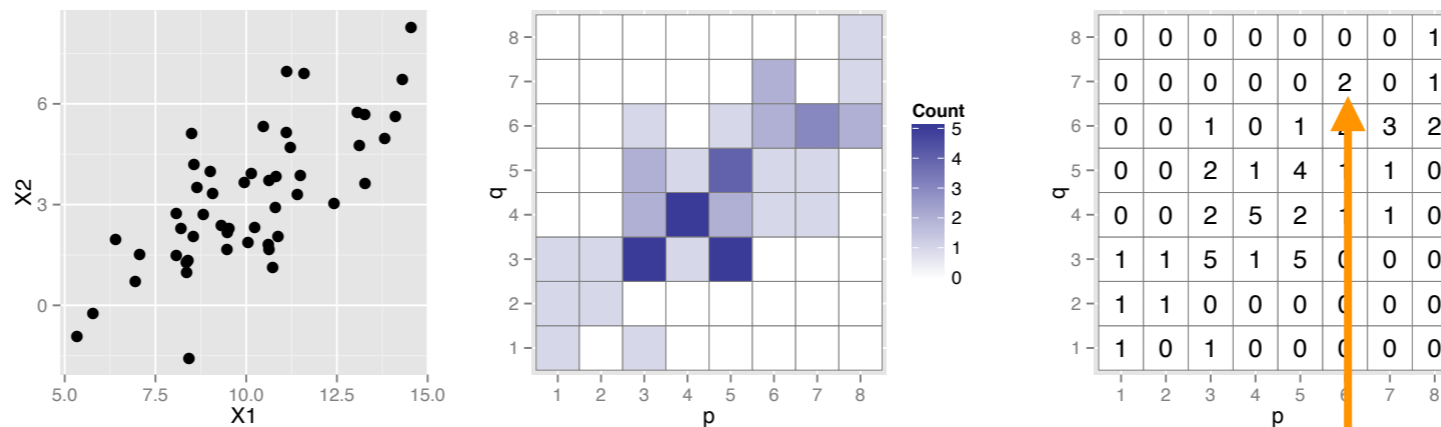 X2
6
3
0
5.0 7.5 10.0 12.5 15.0
X1
q
8
7
6
5
4
3
2
1
1 2 3 4 5 6 7 8
p
Count
5
4
3
2
1
0
q
8 0 0 0 0 0 0 0 1
7 0 0 0 0 0 2 0 1
6 0 0 1 0 1 3 2
5 0 0 2 1 4 1 0
4 0 0 2 5 2 1 0
3 1 1 5 1 5 0 0 0
2 1 1 0 0 0 0 0 0
1 1 0 1 0 0 0 0 0
1 2 3 4 5 6 7 8
p